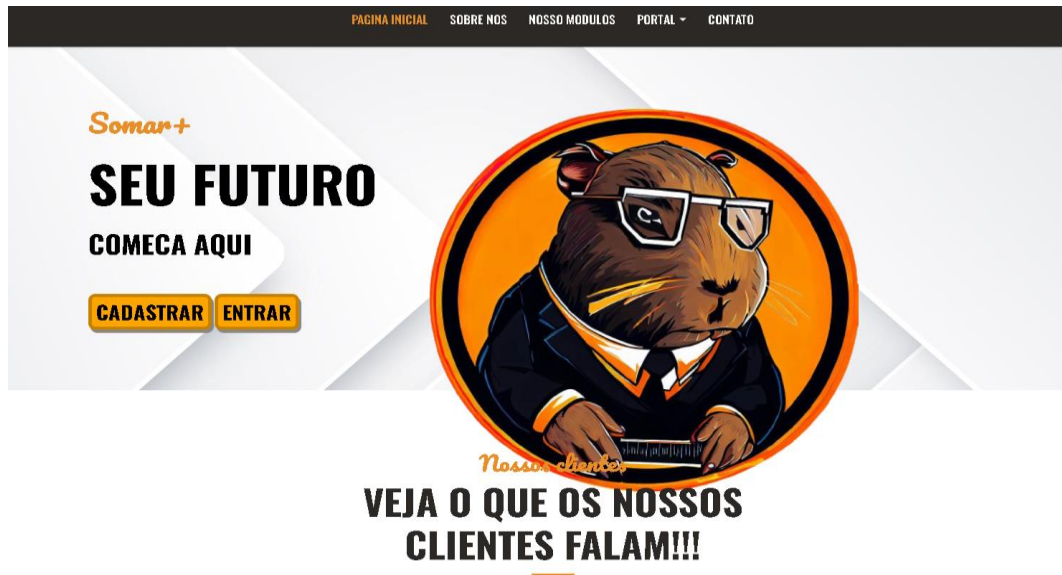 PAGINA INICIAL SOBRE NOS NOSSO MODULOS PORTAL CONTATO
Somar+
SEU FUTURO
COMECA AQUI
CADASTRAR ENTRAR
Nossos clientes
VEJA O QUE OS NOSSOS
CLIENTES FALAM!!!